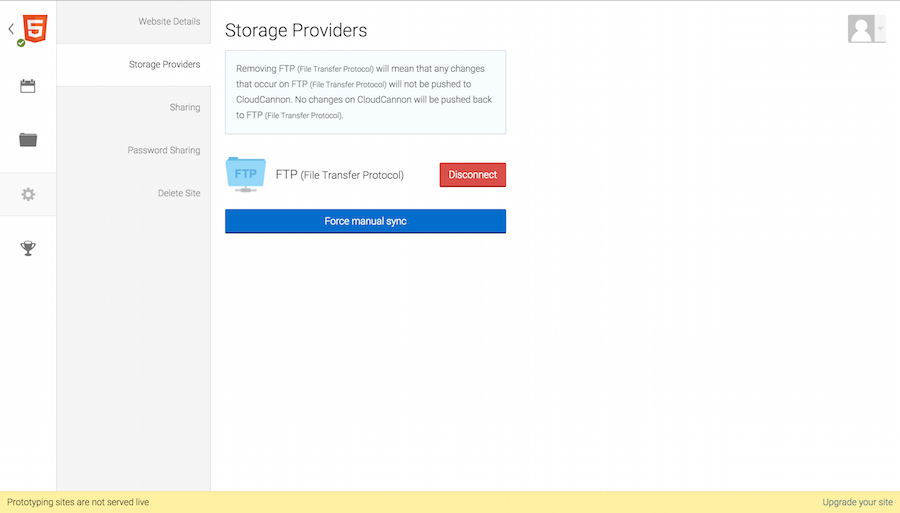 5
Website Details
Storage Providers
Sharing
Password Sharing
Delete Site
Storage Providers
Removing FTP (File Transfer Protocol) will mean that any changes
that occur on FTP (File Transfer Protocol) will not be pushed to
CloudCannon. No changes on CloudCannon will be pushed back
to FTP (File Transfer Protocol).
FTP
FTP (File Transfer Protocol)
Disconnect
Force manual sync
Prototyping sites are not served live
Upgrade your site